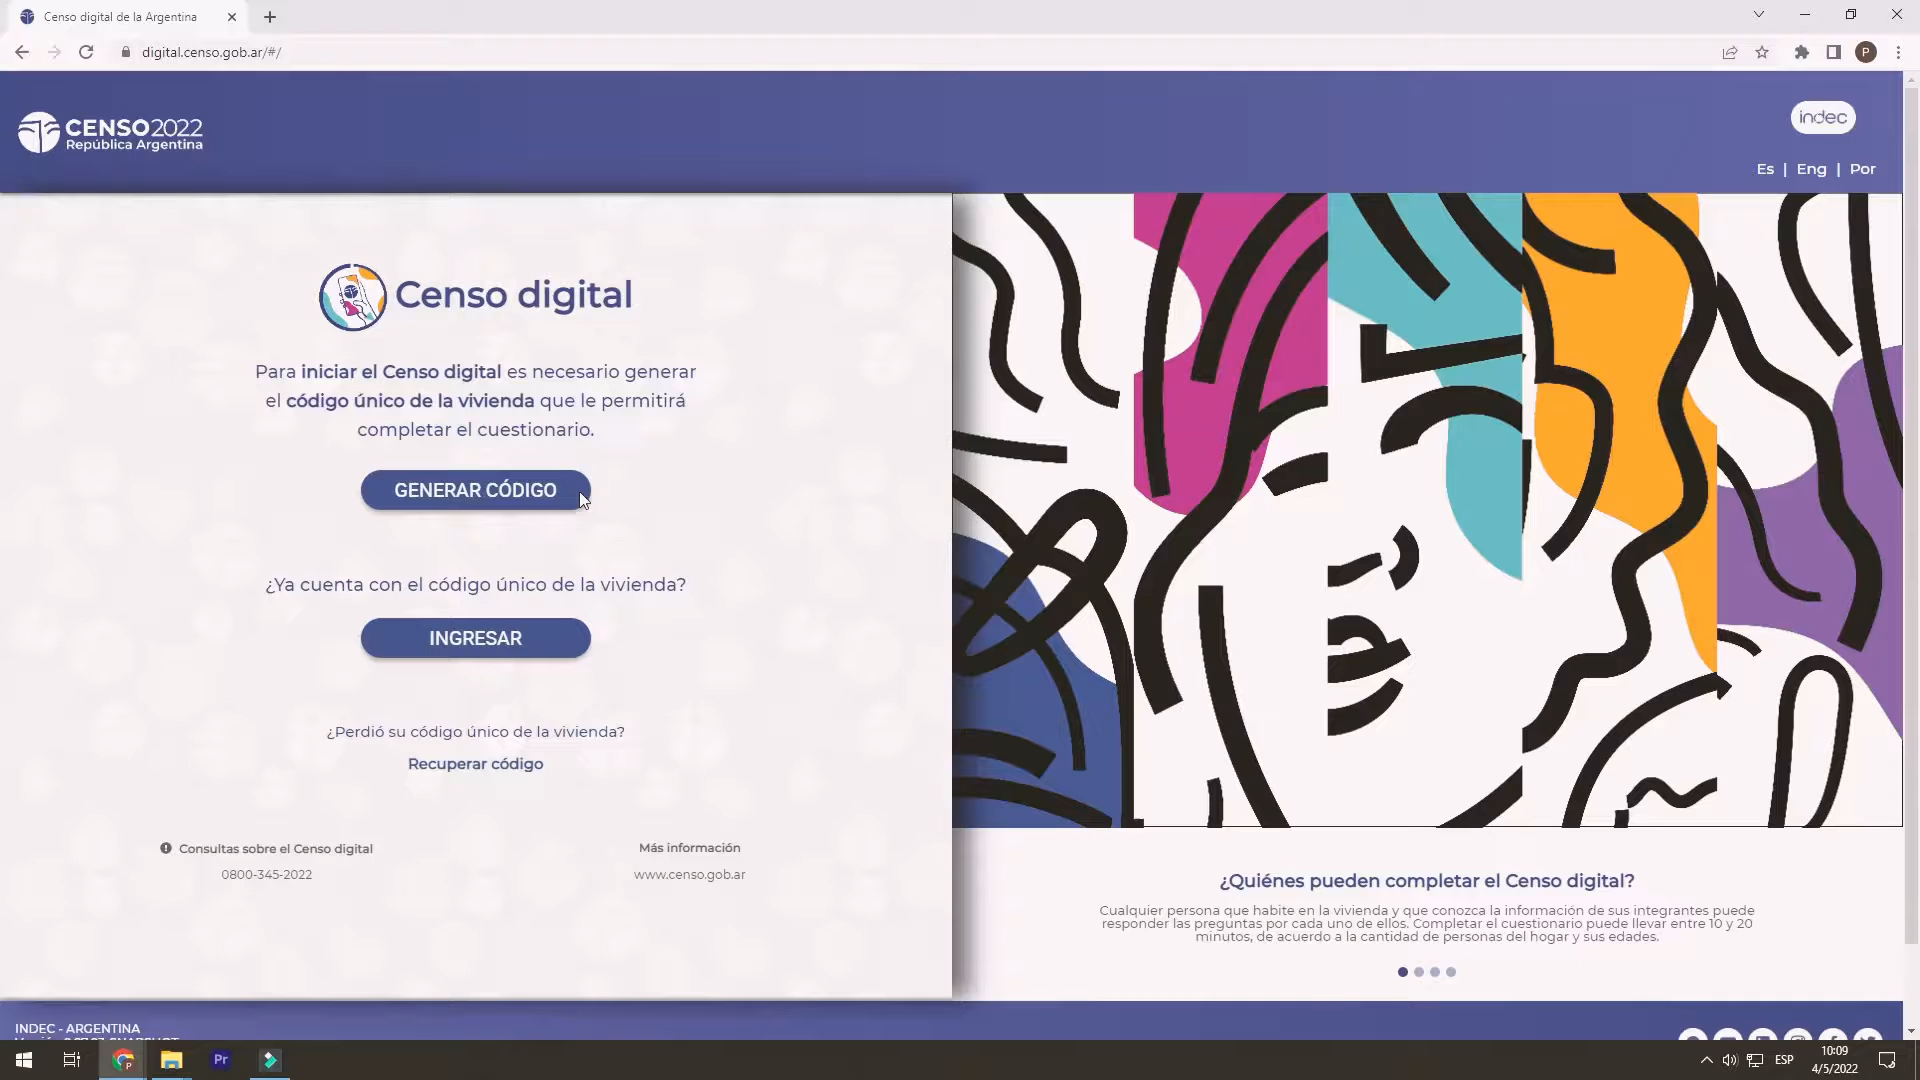 Censo digital de la Argentina
digital.censo.gob.ar/#/
P
CENSO2022
República Argentina
indec
Es | Eng | Por
Censo digital
Para iniciar el Censo digital es necesario generar
el código único de la vivienda que le permitirá
completar el cuestionario.
GENERAR CÓDIGO
¿Ya cuenta con el código único de la vivienda?
INGRESAR
¿Perdió su código único de la vivienda?
Recuperar código
Consultas sobre el Censo digital
0800-345-2022
Más información
www.censo.gob.ar
¿Quiénes pueden completar el Censo digital?
Cualquier persona que habite en la vivienda y que conozca la información de sus integrantes puede
responder las preguntas por cada uno de ellos. Completar el cuestionario puede llevar entre 10 y 20
minutos, de acuerdo a la cantidad de personas del hogar y sus edades.
INDEC - ARGENTINA
Pr
ESP
10:09
4/5/2022